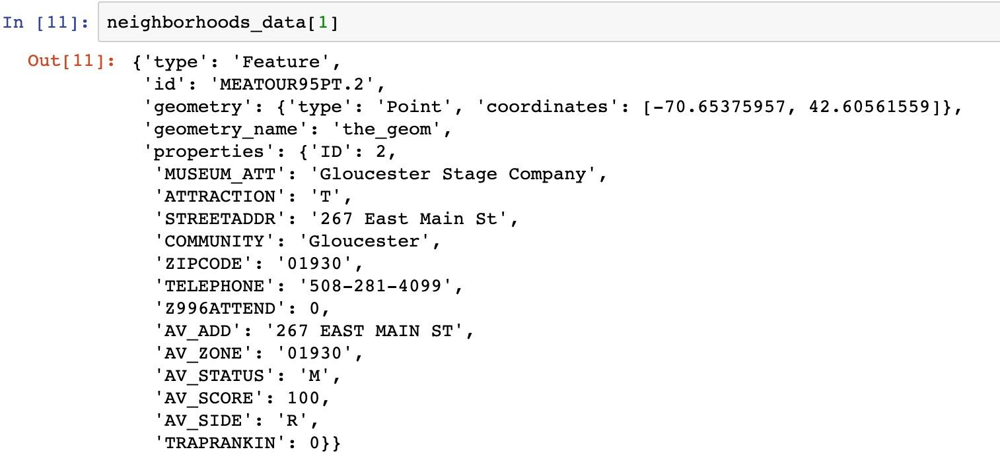 In [11]: neighborhoods_data[1]
Out[11]: {'type': 'Feature',
'id': 'MEATOUR95PT.2',
'geometry': {'type': 'Point', 'coordinates': [-70.65375957, 42.60561559]},
'geometry_name': 'the_geom',
'properties': {'ID': 2,
'MUSEUM_ATT': 'Gloucester Stage Company',
'ATTRACTION': 'T',
'STREETADDR': '267 East Main St',
'COMMUNITY': 'Gloucester',
'ZIPCODE': '01930',
'TELEPHONE': '508-281-4099',
'Z996ATTEND': 0,
'AV_ADD': '267 EAST MAIN ST',
'AV_ZONE': '01930',
'AV_STATUS': 'M',
'AV_SCORE': 100,
'AV_SIDE': 'R',
'TRAPRANKIN': 0}}